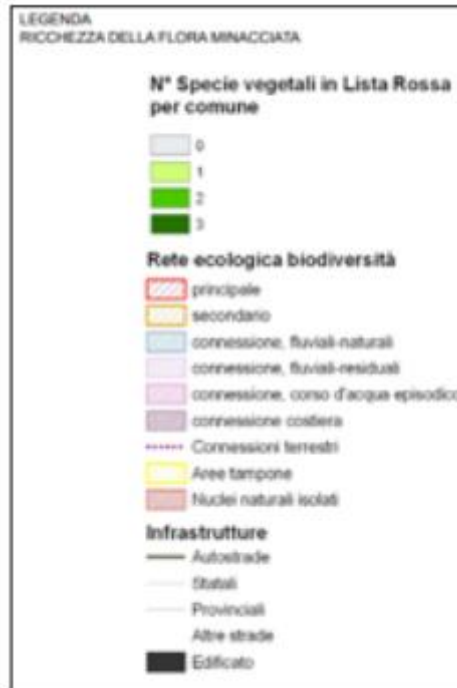 LEGENDA
RICCHEZZA DELLA FLORA MINACCIATA
N° Specie vegetali in Lista Rossa
per comune
0
1
2
3
Rete ecologica biodiversità
principale
secondario
connessione, fluviali-naturali
connessione, fluviali-residuali
connessione, corso d'acqua episodico
connessione costiera
Connessioni terrestri
Aree tampone
Nuclei naturali isolati
Infrastrutture
Autostrade
Statali
Provinciali
Altre strade
Edificato